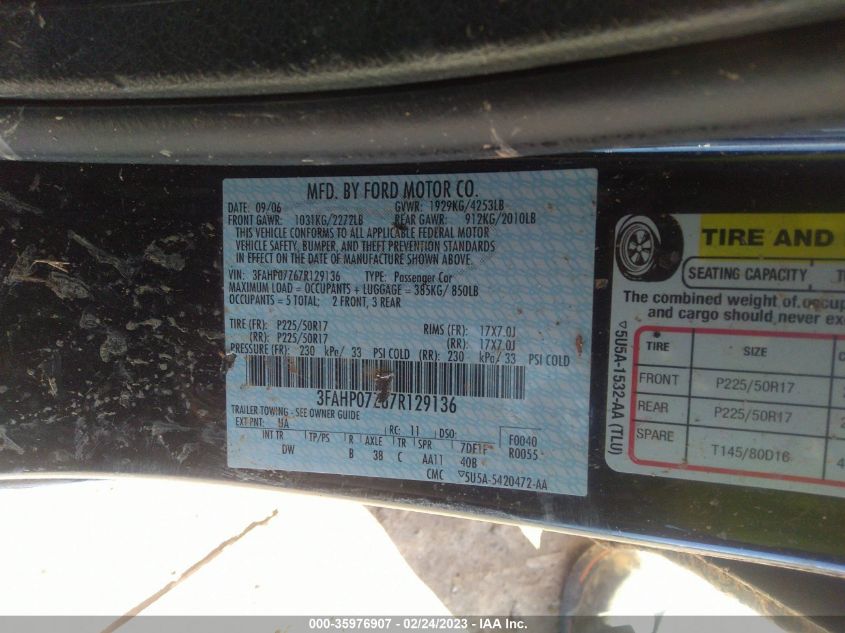 MFD. BY FORD MOTOR CO.
DATE: 09/06 GVWR: 1929KG/4253LB
FRONT GAWR: 1031KG/2272LB REAR GAWR: 912KG/2010LB
THIS VEHICLE CONFORMS TO ALL APPLICABLE FEDERAL MOTOR
VEHICLE SAFETY, BUMPER, AND THEFT PREVENTION STANDARDS
IN EFFECT ON THE DATE OF MANUFACTURE SHOWN ABOVE.
VIN: 3FAHP07Z67R129136 TYPE: Passenger Car
MAXIMUM LOAD = OCCUPANTS + LUGGAGE = 385KG/ 850LB
OCCUPANTS = 5 TOTAL; 2 FRONT, 3 REAR
TIRE (FR): P225/50R17 RIMS (FR): 17X7.0J
(RR): P225/50R17 (RR): 17X7.0J
PRESSURE (FR): 230 kPa/ 33 PSI COLD (RR): 230 kPa/ 33 PSI COLD
3FAHP07Z67R129136
TRAILER TOWING - SEE OWNER GUIDE
EXT PNT: UA RC: 11 DSO: F0040
INT TR TP/PS R AXLE TR SPR 7DE1F R0055
DW B 38 C AA11 40B
CMC ▽5U5A-5420472-AA
TIRE AND
SEATING CAPACITY
The combined weight of
and cargo should never
TIRE SIZE
FRONT P225/50R17
REAR P225/50R17
SPARE T145/80D16
▽5U5A-1532-AA (TLU)
000-35976907 - 02/24/2023 - IAA Inc.